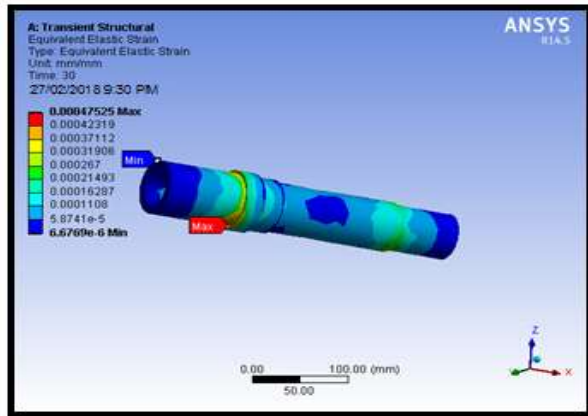 A: Transient Structural
Equivalent Elastic Strain
Type: Equivalent Elastic Strain
Unit: mm/mm
Time: 30
27/02/2018 9:30 PM
ANSYS
R14.5
0.00047525 Max
0.00042319
0.00037112
0.00031906
0.000267
0.00021493
0.00016287
0.0001108
5.8741e-5
6.6769e-6 Min
Min
Max
0.00
100.00 (mm)
50.00
Z
Y
X